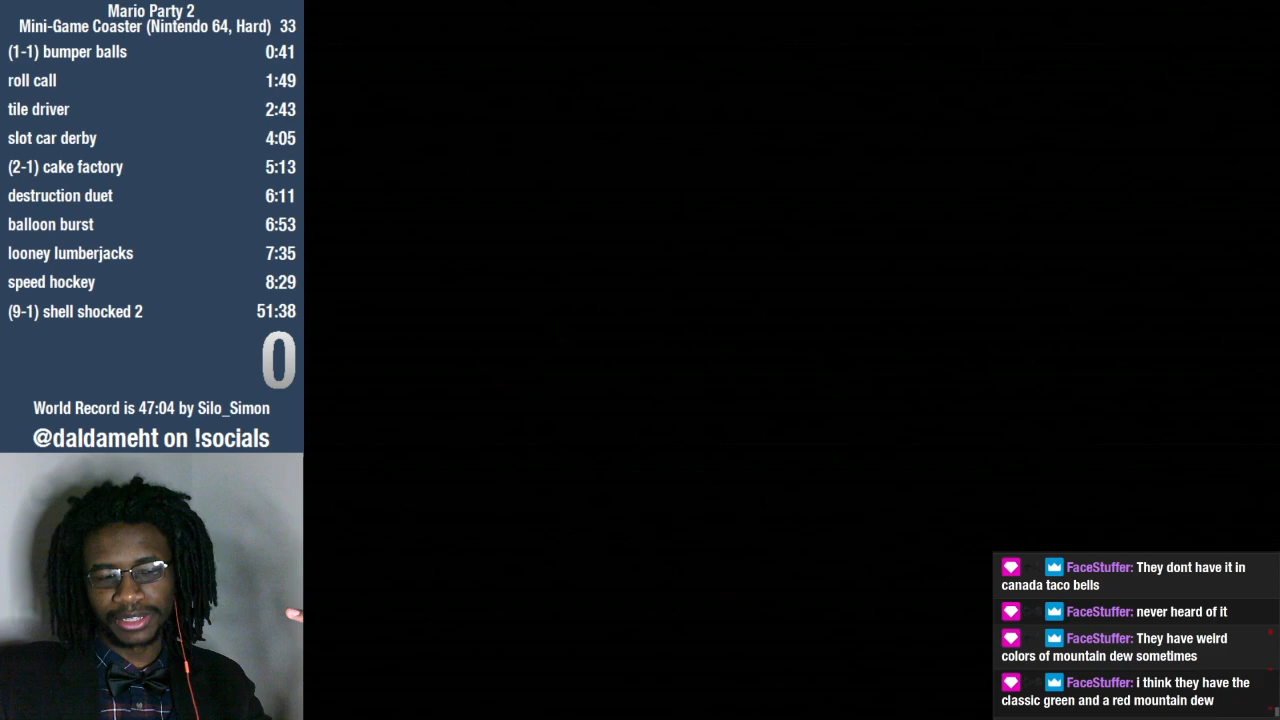 Mario Party 2
Mini-Game Coaster (Nintendo 64, Hard) 33
(1-1) bumper balls 0:41
roll call 1:49
tile driver 2:43
slot car derby 4:05
(2-1) cake factory 5:13
destruction duet 6:11
balloon burst 6:53
looney lumberjacks 7:35
speed hockey 8:29
(9-1) shell shocked 2 51:38
0
World Record is 47:04 by Silo_Simon
@daldameht on !socials
FaceStuffer: They dont have it in
canada taco bells
FaceStuffer: never heard of it
FaceStuffer: They have weird
colors of mountain dew sometimes
FaceStuffer: i think they have the
classic green and a red mountain dew